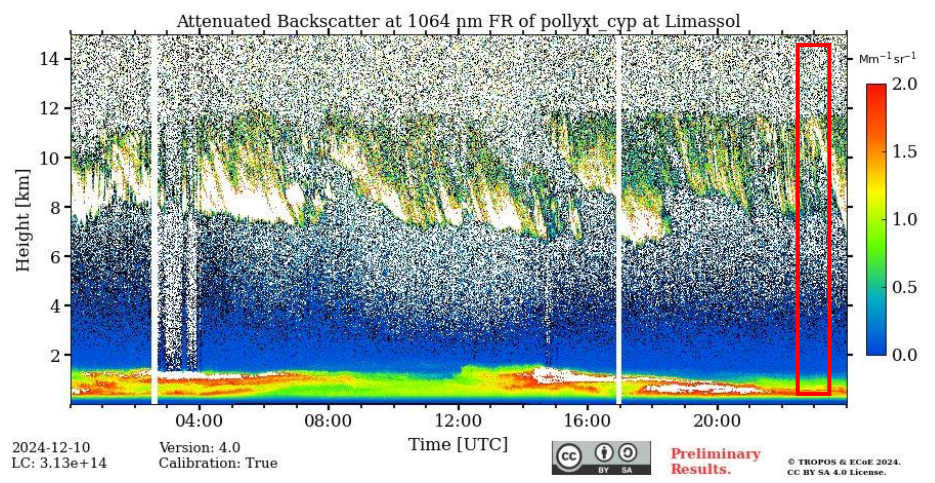 Attenuated Backscatter at 1064 nm FR of pollyxt_cyp at Limassol
Mm⁻¹ sr⁻¹
14
12
10
8
6
4
2
Height [km]
2.0
1.5
1.0
0.5
0.0
04:00 08:00 12:00 16:00 20:00
Time [UTC]
2024-12-10 Version: 4.0
LC: 3.13e+14 Calibration: True
cc BY SA
Preliminary
Results.
© TROPOS & ECoE 2024.
CC BY SA 4.0 License.